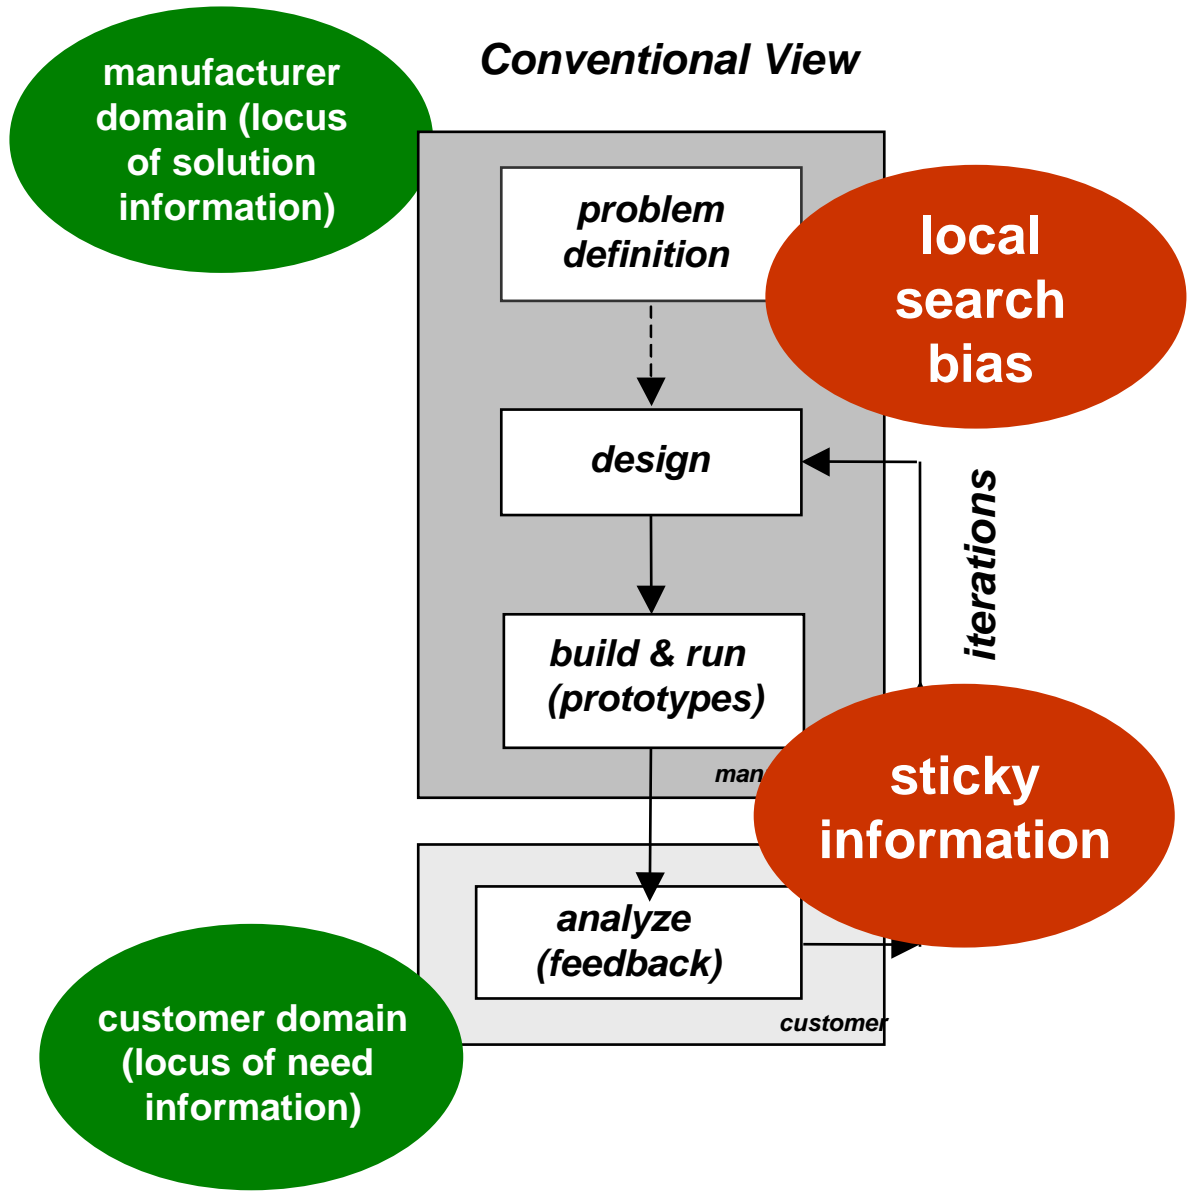 Conventional View
manufacturer
domain (locus
of solution
information)
problem
definition
local
search
bias
design
iterations
build & run
(prototypes)
man
sticky
information
analyze
(feedback)
customer
customer domain
(locus of need
information)